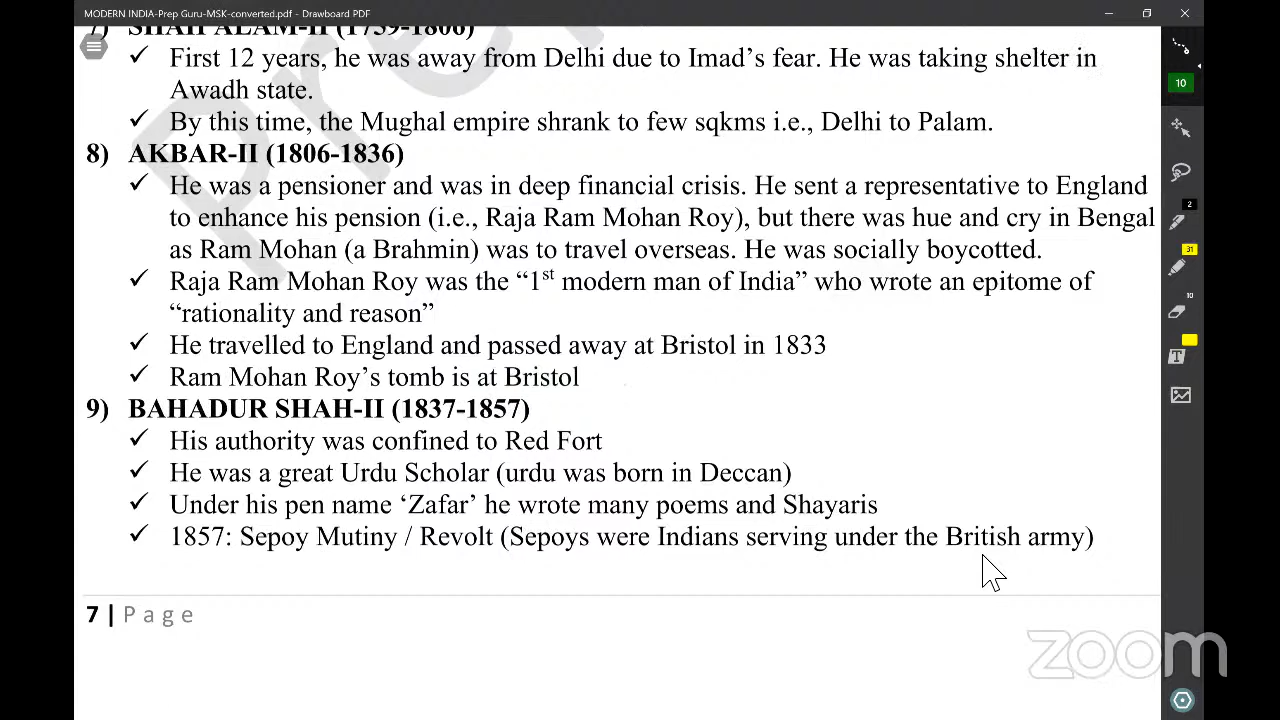 MODERN INDIA-Prep Guru-MSK-converted.pdf - Drawboard PDF
7) SHAH ALAM-II (1759-1806)
✓ First 12 years, he was away from Delhi due to Imad’s fear. He was taking shelter in
Awadh state.
✓ By this time, the Mughal empire shrank to few sqkms i.e., Delhi to Palam.
8) AKBAR-II (1806-1836)
✓ He was a pensioner and was in deep financial crisis. He sent a representative to England
to enhance his pension (i.e., Raja Ram Mohan Roy), but there was hue and cry in Bengal
as Ram Mohan (a Brahmin) was to travel overseas. He was socially boycotted.
✓ Raja Ram Mohan Roy was the “1st modern man of India” who wrote an epitome of
“rationality and reason”
✓ He travelled to England and passed away at Bristol in 1833
✓ Ram Mohan Roy’s tomb is at Bristol
9) BAHADUR SHAH-II (1837-1857)
✓ His authority was confined to Red Fort
✓ He was a great Urdu Scholar (urdu was born in Deccan)
✓ Under his pen name ‘Zafar’ he wrote many poems and Shayaris
✓ 1857: Sepoy Mutiny / Revolt (Sepoys were Indians serving under the British army)
7 | Page
10
2
31
10
T
zoom